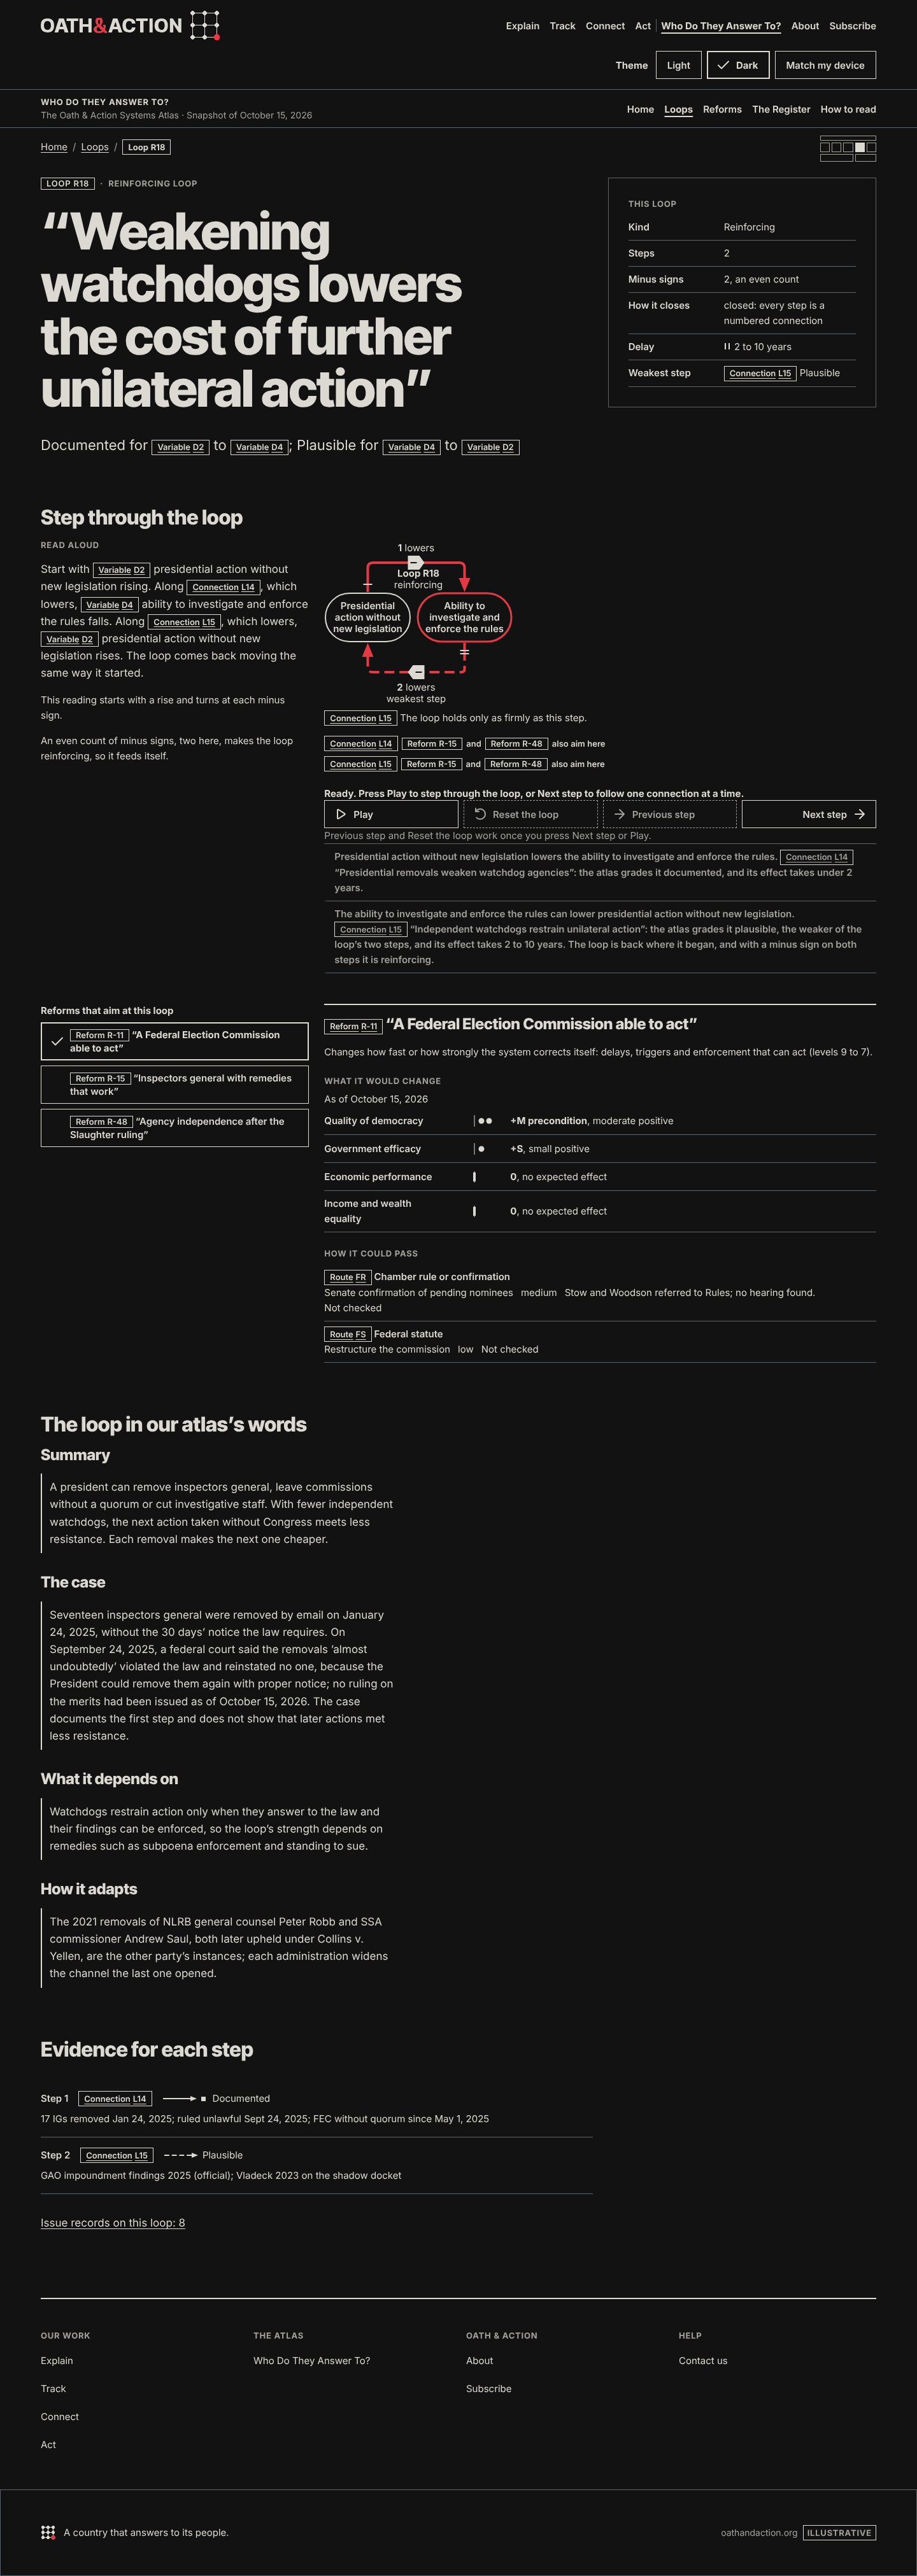 OATH&ACTION
Explain Track Connect Act Who Do They Answer To? About Subscribe
Theme Light Dark Match my device
WHO DO THEY ANSWER TO?
The Oath & Action Systems Atlas · Snapshot of October 15, 2026
Home Loops Reforms The Register How to read
Home / Loops / Loop R18
LOOP R18 · REINFORCING LOOP
“Weakening
watchdogs lowers
the cost of further
unilateral action”
Documented for Variable D2 to Variable D4; Plausible for Variable D4 to Variable D2
THIS LOOP
Kind Reinforcing
Steps 2
Minus signs 2, an even count
How it closes closed: every step is a
numbered connection
Delay 2 to 10 years
Weakest step Connection L15 Plausible
Step through the loop
READ ALOUD
Start with Variable D2 presidential action without
new legislation rising. Along Connection L14, which
lowers, Variable D4 ability to investigate and enforce
the rules falls. Along Connection L15, which lowers,
Variable D2 presidential action without new
legislation rises. The loop comes back moving the
same way it started.
This reading starts with a rise and turns at each minus
sign.
An even count of minus signs, two here, makes the loop
reinforcing, so it feeds itself.
1 lowers
Loop R18
reinforcing
Presidential
action without
new legislation
Ability to
investigate and
enforce the rules
2 lowers
weakest step
Connection L15 The loop holds only as firmly as this step.
Connection L14 Reform R-15 and Reform R-48 also aim here
Connection L15 Reform R-15 and Reform R-48 also aim here
Ready. Press Play to step through the loop, or Next step to follow one connection at a time.
Play Reset the loop Previous step Next step
Previous step and Reset the loop work once you press Next step or Play.
Presidential action without new legislation lowers the ability to investigate and enforce the rules. Connection L14
“Presidential removals weaken watchdog agencies”: the atlas grades it documented, and its effect takes under 2
years.
The ability to investigate and enforce the rules can lower presidential action without new legislation.
Connection L15 “Independent watchdogs restrain unilateral action”: the atlas grades it plausible, the weaker of the
loop’s two steps, and its effect takes 2 to 10 years. The loop is back where it began, and with a minus sign on both
steps it is reinforcing.
Reforms that aim at this loop
Reform R-11 “A Federal Election Commission
able to act”
Reform R-15 “Inspectors general with remedies
that work”
Reform R-48 “Agency independence after the
Slaughter ruling”
Reform R-11 “A Federal Election Commission able to act”
Changes how fast or how strongly the system corrects itself: delays, triggers and enforcement that can act (levels 9 to 7).
WHAT IT WOULD CHANGE
As of October 15, 2026
Quality of democracy +M precondition, moderate positive
Government efficacy +S, small positive
Economic performance 0, no expected effect
Income and wealth
equality 0, no expected effect
HOW IT COULD PASS
Route FR Chamber rule or confirmation
Senate confirmation of pending nominees medium Stow and Woodson referred to Rules; no hearing found.
Not checked
Route FS Federal statute
Restructure the commission low Not checked
The loop in our atlas’s words
Summary
A president can remove inspectors general, leave commissions
without a quorum or cut investigative staff. With fewer independent
watchdogs, the next action taken without Congress meets less
resistance. Each removal makes the next one cheaper.
The case
Seventeen inspectors general were removed by email on January
24, 2025, without the 30 days’ notice the law requires. On
September 24, 2025, a federal court said the removals ‘almost
undoubtedly’ violated the law and reinstated no one, because the
President could remove them again with proper notice; no ruling on
the merits had been issued as of October 15, 2026. The case
documents the first step and does not show that later actions met
less resistance.
What it depends on
Watchdogs restrain action only when they answer to the law and
their findings can be enforced, so the loop’s strength depends on
remedies such as subpoena enforcement and standing to sue.
How it adapts
The 2021 removals of NLRB general counsel Peter Robb and SSA
commissioner Andrew Saul, both later upheld under Collins v.
Yellen, are the other party’s instances; each administration widens
the channel the last one opened.
Evidence for each step
Step 1 Connection L14 Documented
17 IGs removed Jan 24, 2025; ruled unlawful Sept 24, 2025; FEC without quorum since May 1, 2025
Step 2 Connection L15 Plausible
GAO impoundment findings 2025 (official); Vladeck 2023 on the shadow docket
Issue records on this loop: 8
OUR WORK
Explain
Track
Connect
Act
THE ATLAS
Who Do They Answer To?
OATH & ACTION
About
Subscribe
HELP
Contact us
A country that answers to its people.
oathandaction.org ILLUSTRATIVE